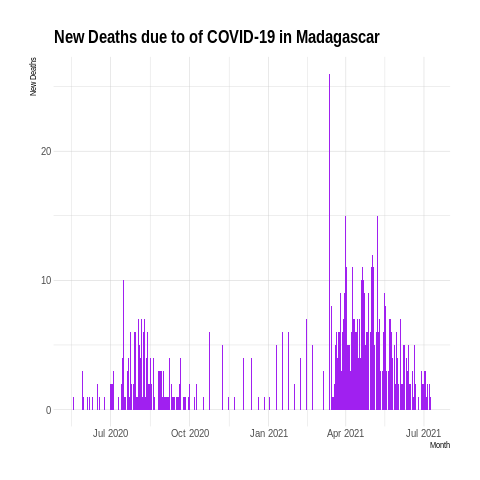 New Deaths due to of COVID-19 in Madagascar
New Deaths
20
10
0
Jul 2020 Oct 2020 Jan 2021 Apr 2021 Jul 2021
Month